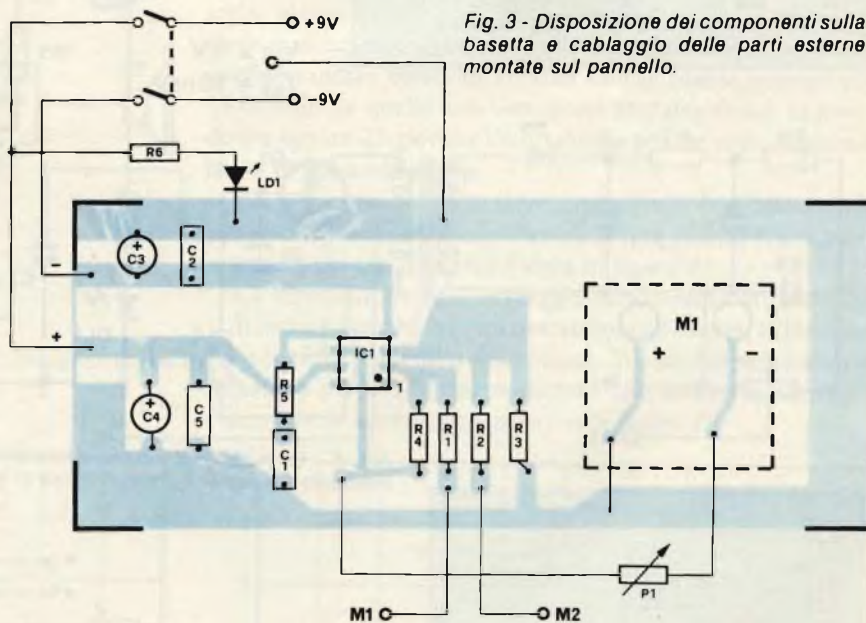 Fig. 3 - Disposizione dei componenti sulla
basetta e cablaggio delle parti esterne
montate sul pannello.
+9V
-9V
R6
LD1
-
+
C3
C2
C4
C5
R5
C1
IC1
1
R4
R1
R2
R3
M1
+
-
P1
M1
M2